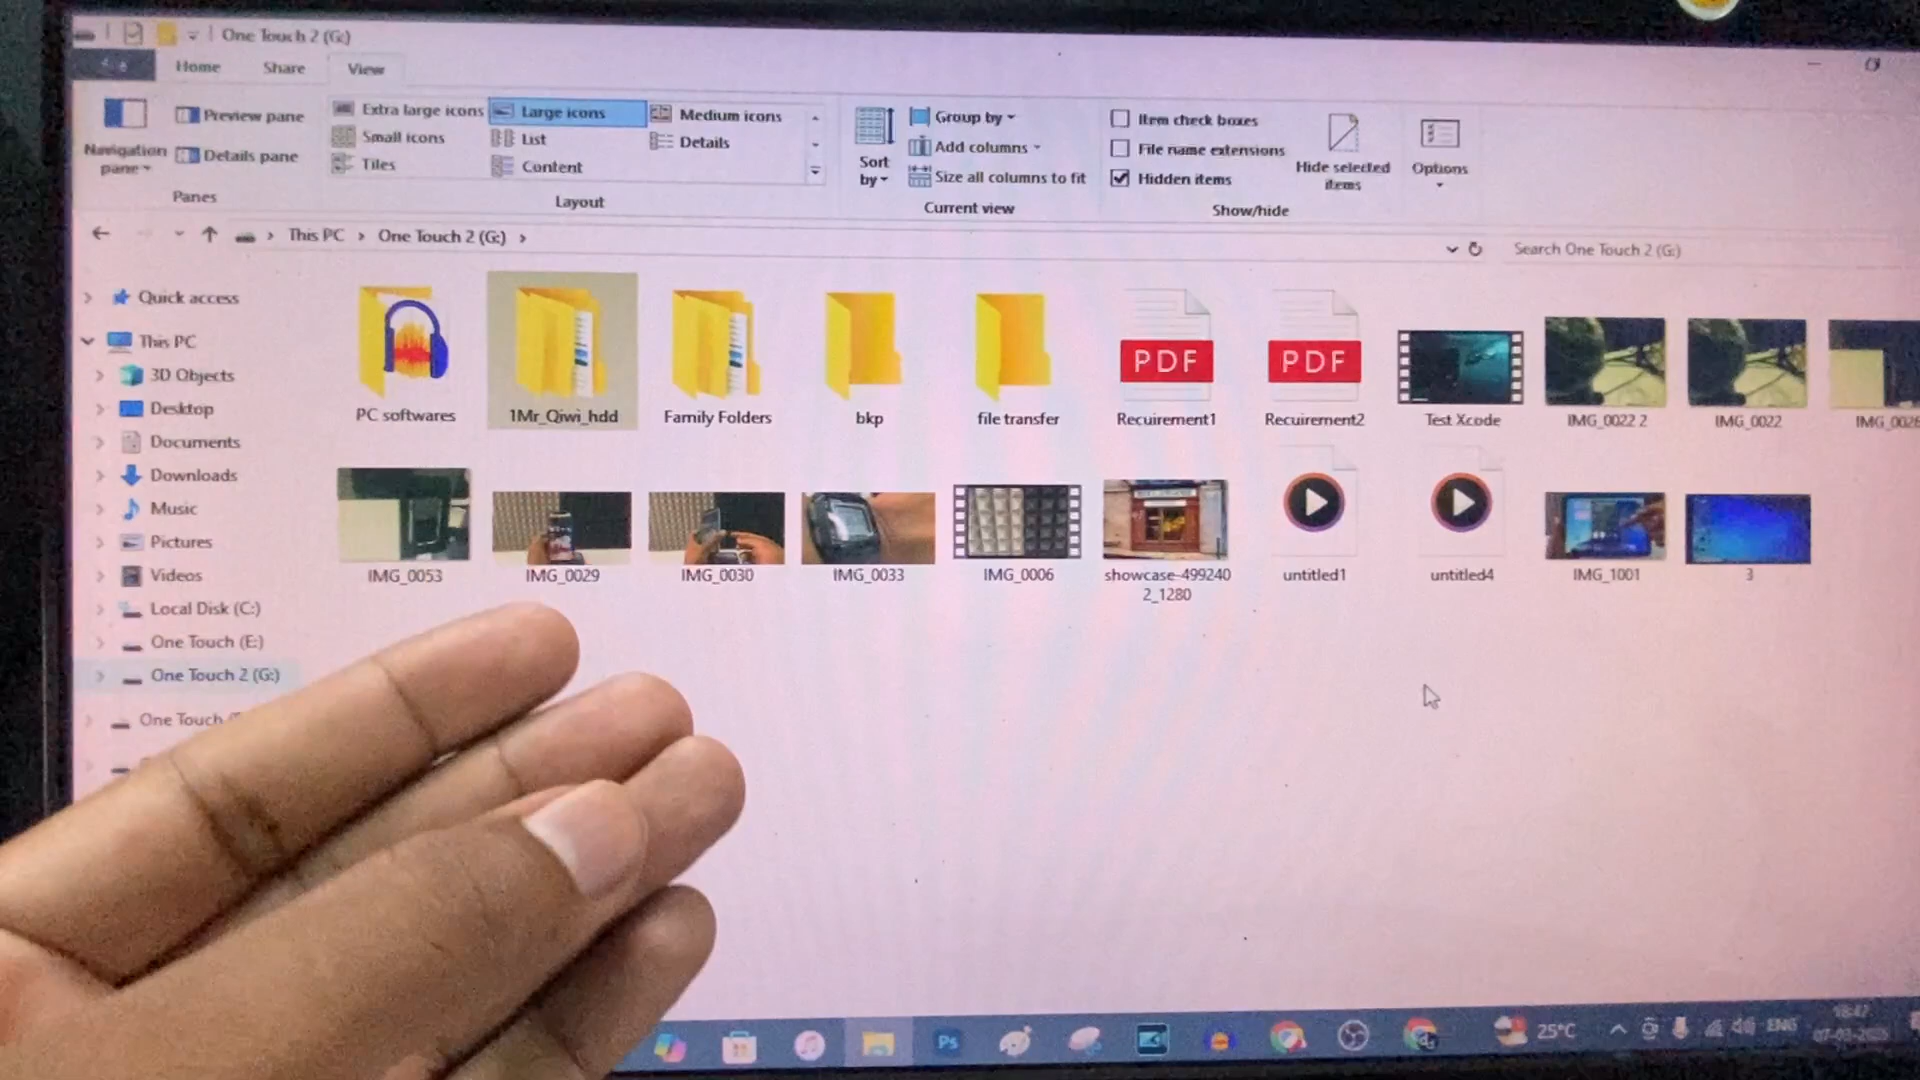 One Touch 2 (G:)
Home Share View
Navigation pane
Preview pane
Details pane
Panes
Extra large icons Large icons Medium icons
Small icons List Details
Tiles Content
Layout
Sort by
Group by
Add columns
Size all columns to fit
Current view
Item check boxes
File name extensions
Hidden items
Hide selected items
Show/hide
Options
This PC > One Touch 2 (G:) >
Search One Touch 2 (G:)
Quick access
This PC
3D Objects
Desktop
Documents
Downloads
Music
Pictures
Videos
Local Disk (C:)
One Touch (E:)
One Touch 2 (G:)
One Touch
PDF PDF
PC softwares 1Mr_Qiwi_hdd Family Folders bkp file transfer Recuirement1 Recuirement2 Test Xcode IMG_0022 2 IMG_0022
IMG_0053 IMG_0029 IMG_0030 IMG_0033 IMG_0006 showcase-499240 untitled1 untitled4 IMG_1001 3
2_1280
Ps
25°C
ENG